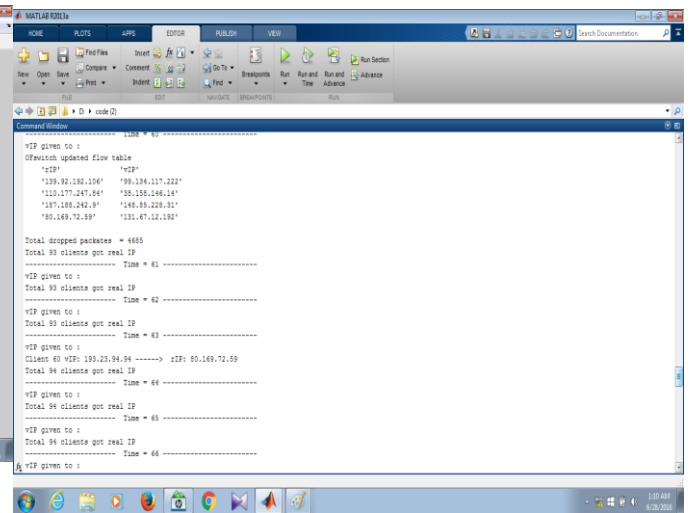 MATLAB R2013a
HOME PLOTS APPS EDITOR PUBLISH VIEW
Search Documentation
New Open Save Find Files Compare Print Insert Comment Indent Go To Find Breakpoints Run Run and Time Run and Advance Run Section Advance
FILE EDIT NAVIGATE BREAKPOINTS RUN
D: code (2)
Command Window
----------------------- Time = 60 ------------------------
vIP given to :
OFswitch updated flow table
'rIP' 'vIP'
'139.92.192.106' '99.134.117.222'
'110.177.247.84' '38.158.146.14'
'187.188.242.9' '148.85.228.31'
'80.169.72.59' '131.67.12.192'
Total dropped packates = 4685
Total 93 clients got real IP
----------------------- Time = 61 ------------------------
vIP given to :
Total 93 clients got real IP
----------------------- Time = 62 ------------------------
vIP given to :
Total 93 clients got real IP
----------------------- Time = 63 ------------------------
vIP given to :
Client 60 vIP: 193.23.94.94 ------> rIP: 80.169.72.59
Total 94 clients got real IP
----------------------- Time = 64 ------------------------
vIP given to :
Total 94 clients got real IP
----------------------- Time = 65 ------------------------
vIP given to :
Total 94 clients got real IP
----------------------- Time = 66 ------------------------
fx vIP given to :
1:10 AM
6/28/2016